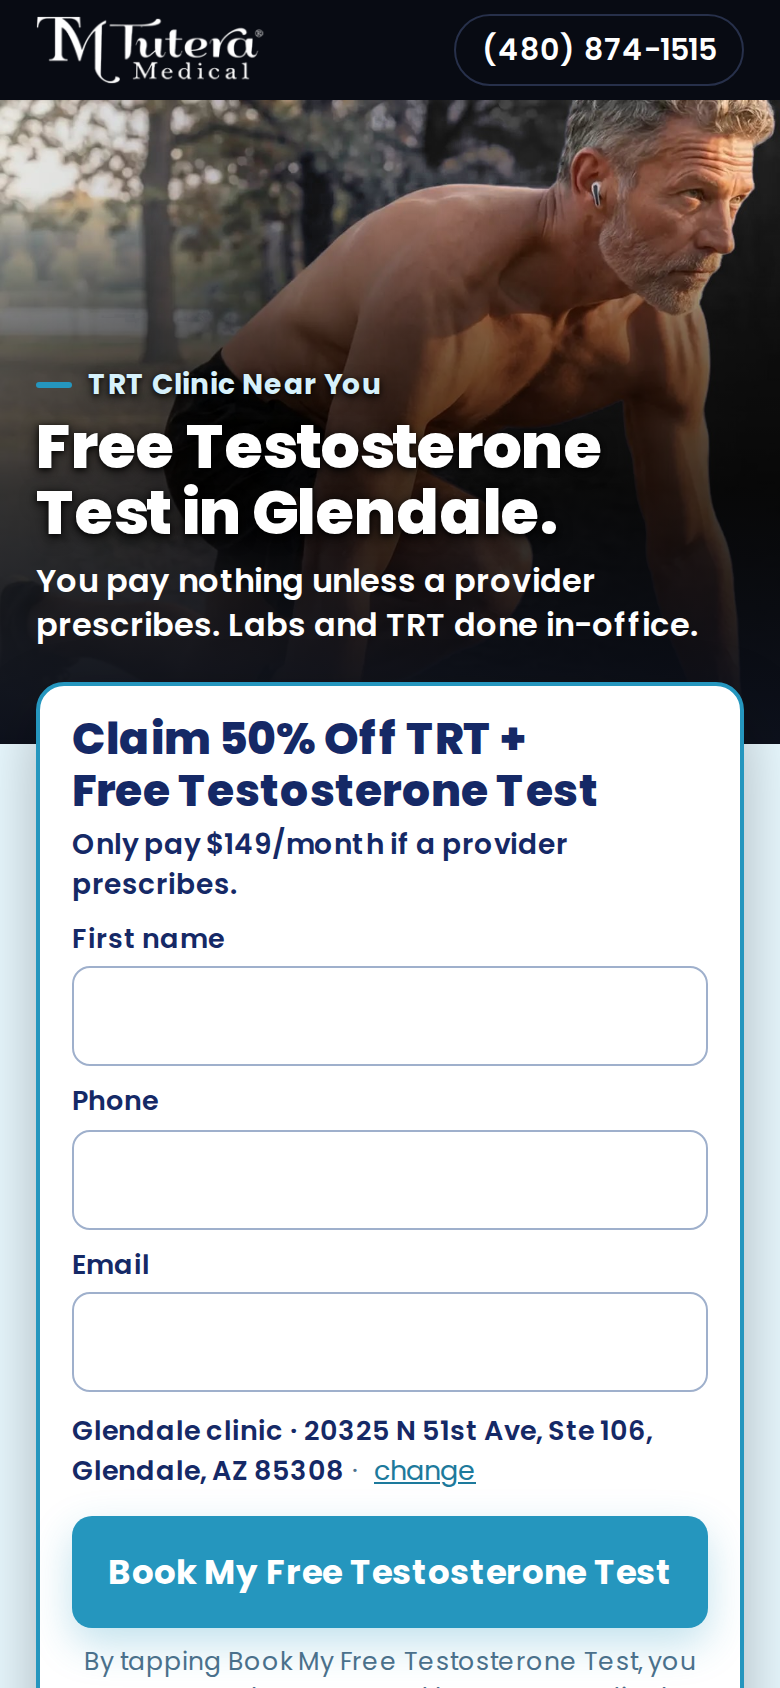 TM Tutera®
Medical
(480) 874-1515
TRT Clinic Near You
Free Testosterone
Test in Glendale.
You pay nothing unless a provider
prescribes. Labs and TRT done in-office.
Claim 50% Off TRT +
Free Testosterone Test
Only pay $149/month if a provider
prescribes.
First name
Phone
Email
Glendale clinic · 20325 N 51st Ave, Ste 106,
Glendale, AZ 85308 · change
Book My Free Testosterone Test
By tapping Book My Free Testosterone Test, you